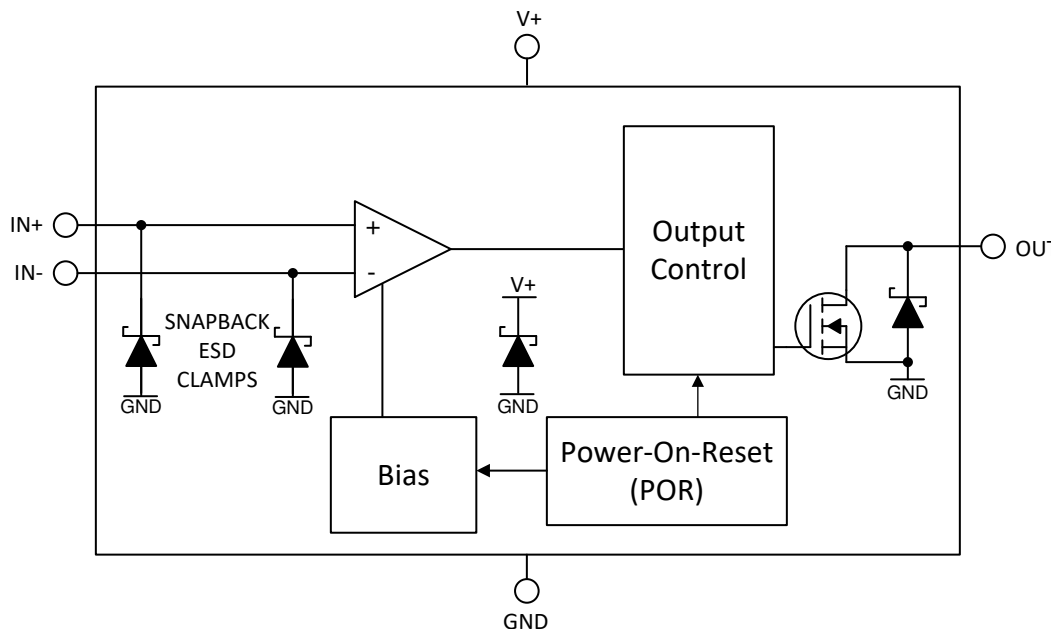 V+
IN+
IN-
+
-
SNAPBACK
ESD
CLAMPS
GND
GND
V+
GND
Output
Control
OUT
GND
Bias
Power-On-Reset
(POR)
GND